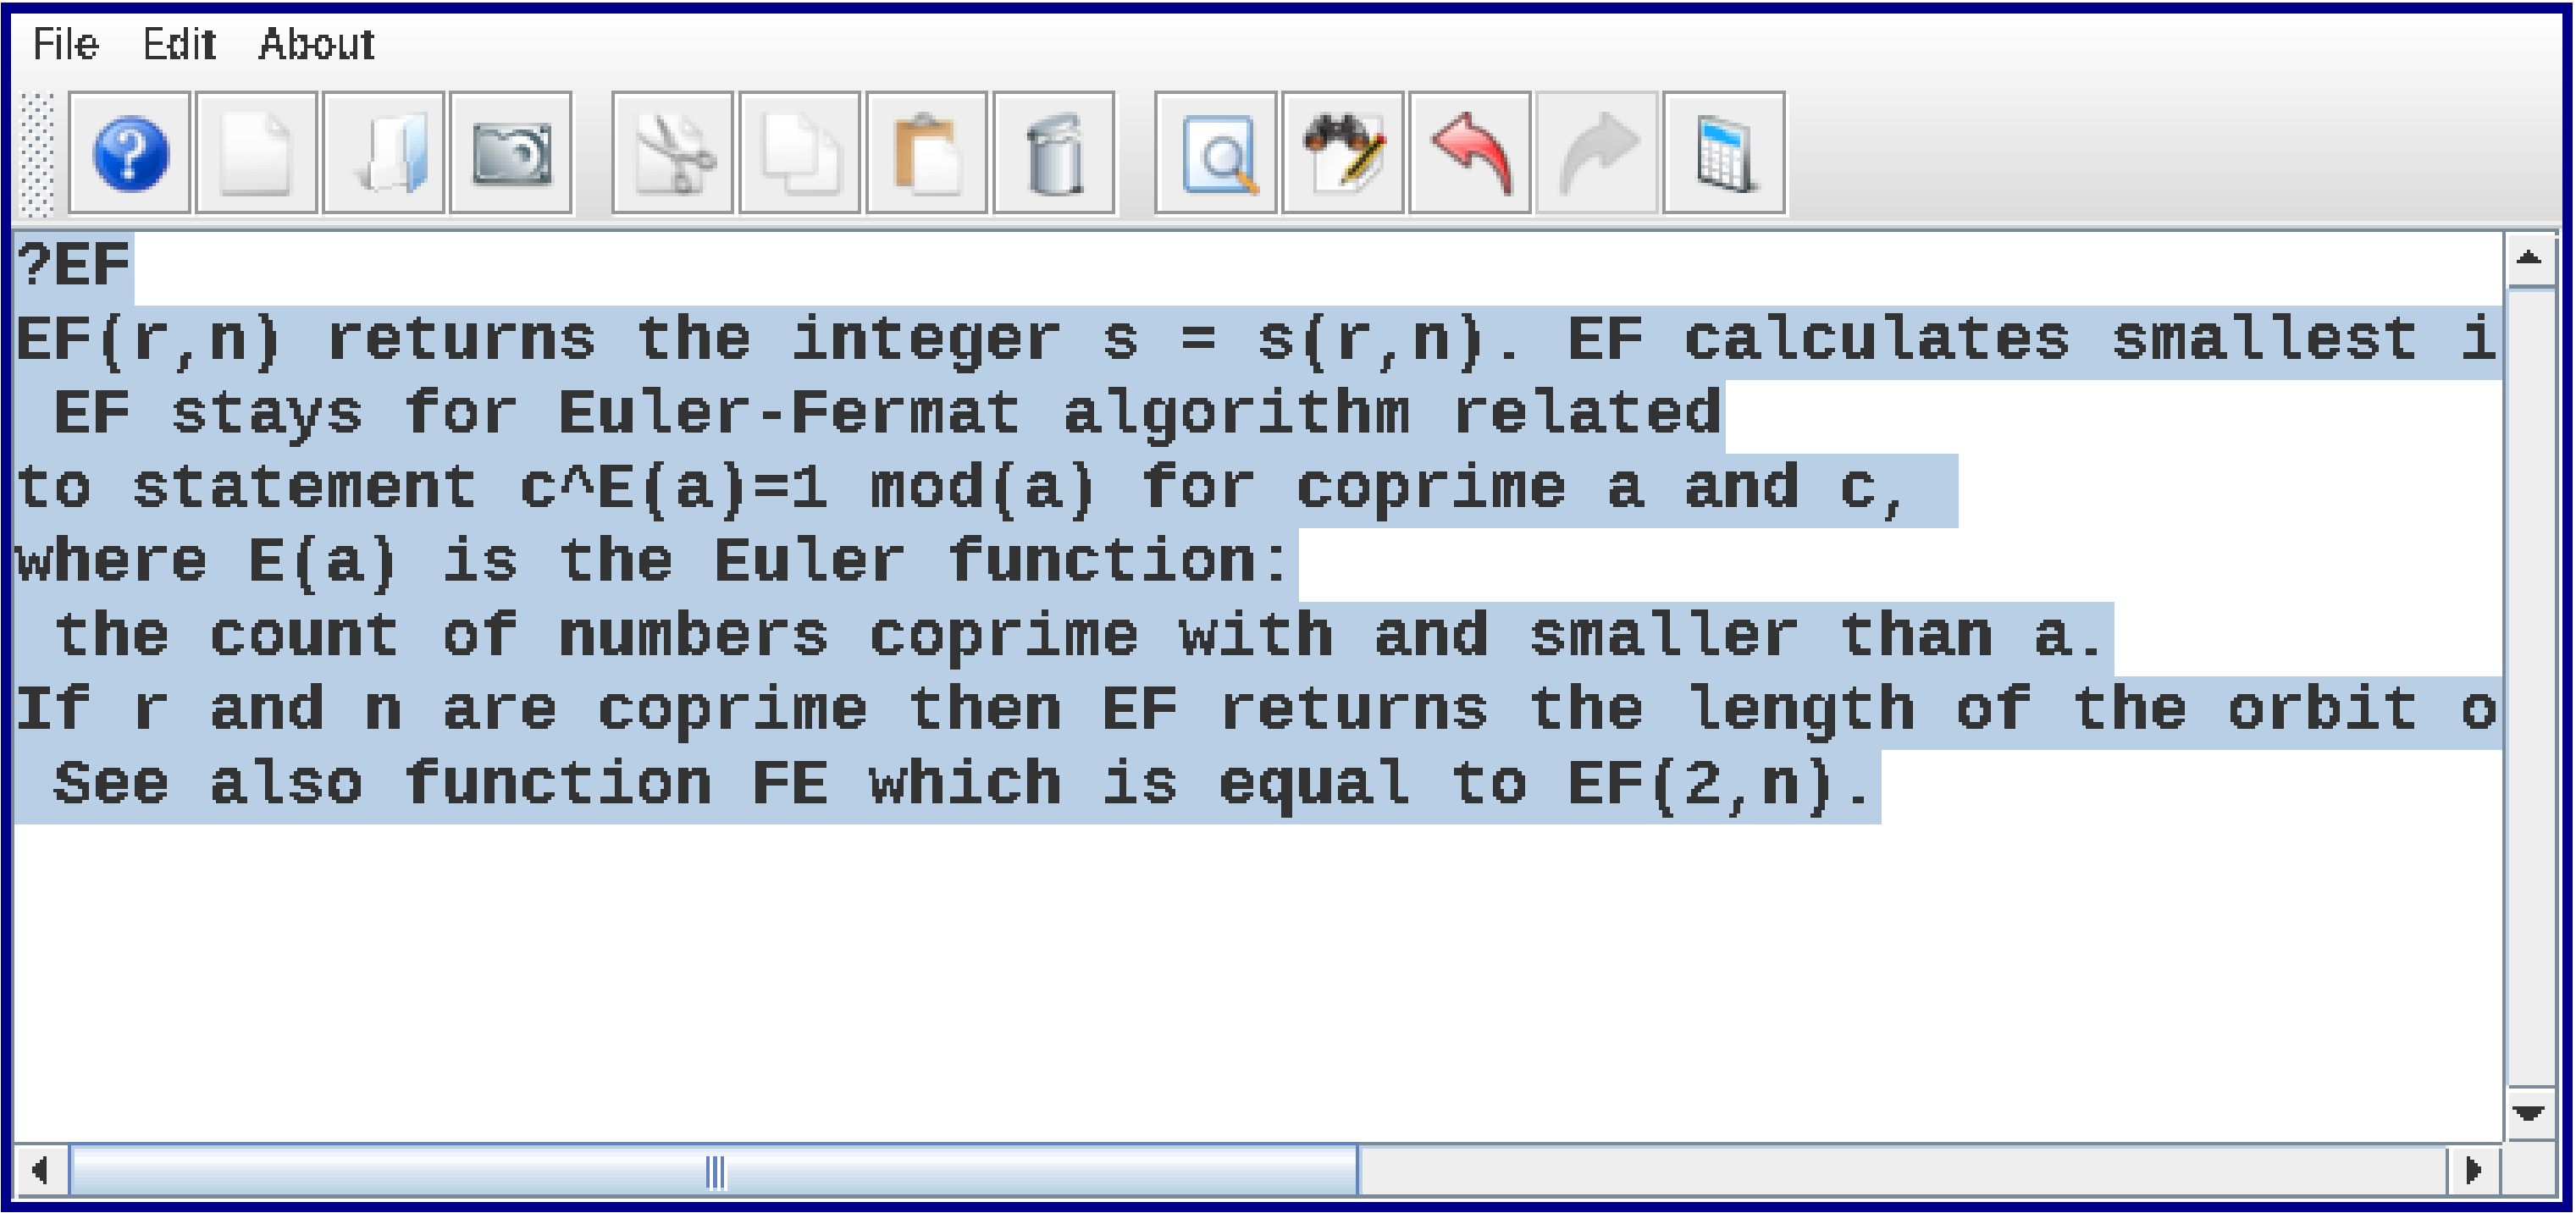 File Edit About
?EF
EF(r,n) returns the integer s = s(r,n). EF calculates smallest i
EF stays for Euler-Fermat algorithm related
to statement c^E(a)=1 mod(a) for coprime a and c,
where E(a) is the Euler function:
the count of numbers coprime with and smaller than a.
If r and n are coprime then EF returns the length of the orbit o
See also function FE which is equal to EF(2,n).